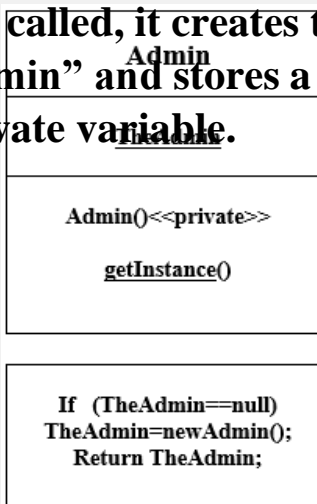 called, it creates t
Admin
min” and stores a
vate variable.
TheAdmin
Admin()<<private>>
getInstance()
If (TheAdmin==null)
TheAdmin=newAdmin();
Return TheAdmin;